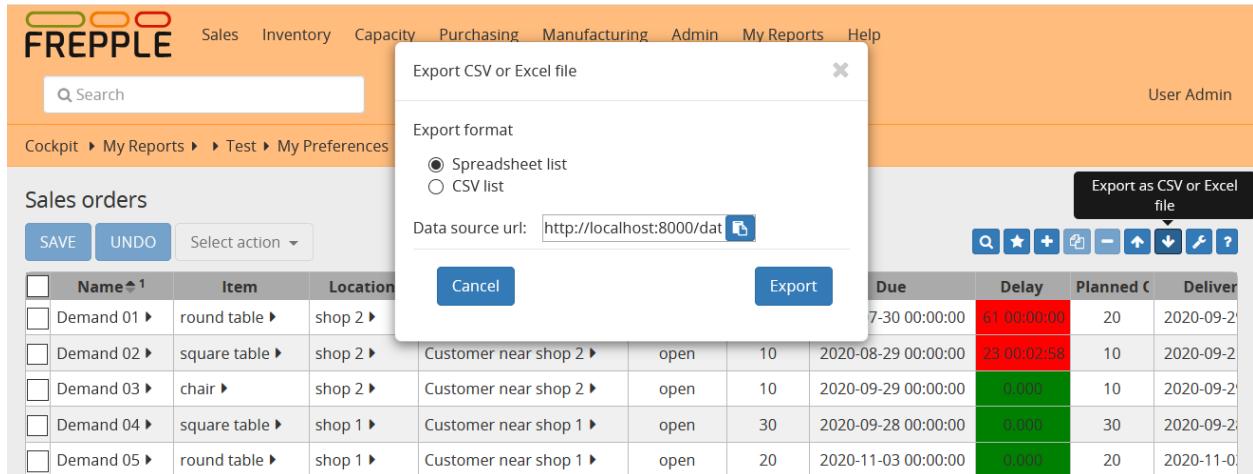 FREPPLE
Sales Inventory Capacity Purchasing Manufacturing Admin My Reports Help
Search
User Admin
Cockpit My Reports Test My Preferences
Export CSV or Excel file
Export format
Spreadsheet list
CSV list
Data source url: http://localhost:8000/dat
Cancel Export
Export as CSV or Excel
file
Sales orders
SAVE UNDO Select action
?
Name 1 Item Location Due Delay Planned Deliver
Demand 01 round table shop 2 7-30 00:00:00 61 00:00:00 20 2020-09-2
Demand 02 square table shop 2 Customer near shop 2 open 10 2020-08-29 00:00:00 23 00:02:58 10 2020-09-2
Demand 03 chair shop 2 Customer near shop 2 open 10 2020-09-29 00:00:00 0.000 10 2020-09-2
Demand 04 square table shop 1 Customer near shop 1 open 30 2020-09-28 00:00:00 0.000 30 2020-09-2
Demand 05 round table shop 1 Customer near shop 1 open 20 2020-11-03 00:00:00 0.000 20 2020-11-0